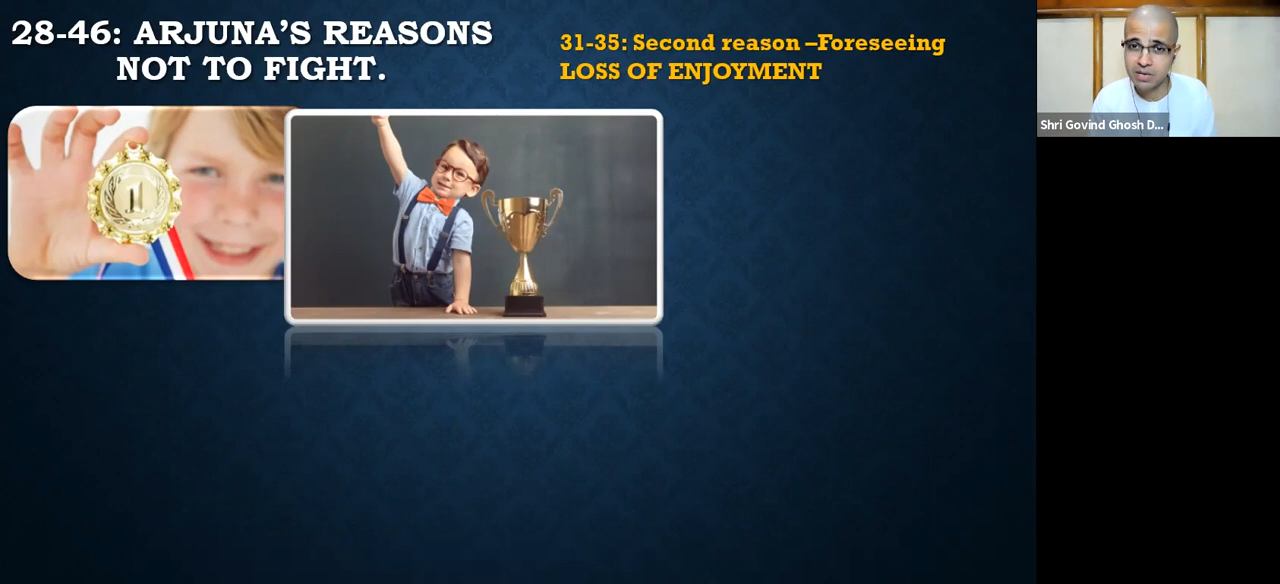 28-46: ARJUNA'S REASONS
NOT TO FIGHT.
31-35: Second reason –Foreseeing
LOSS OF ENJOYMENT
1
Shri Govind Ghosh D...